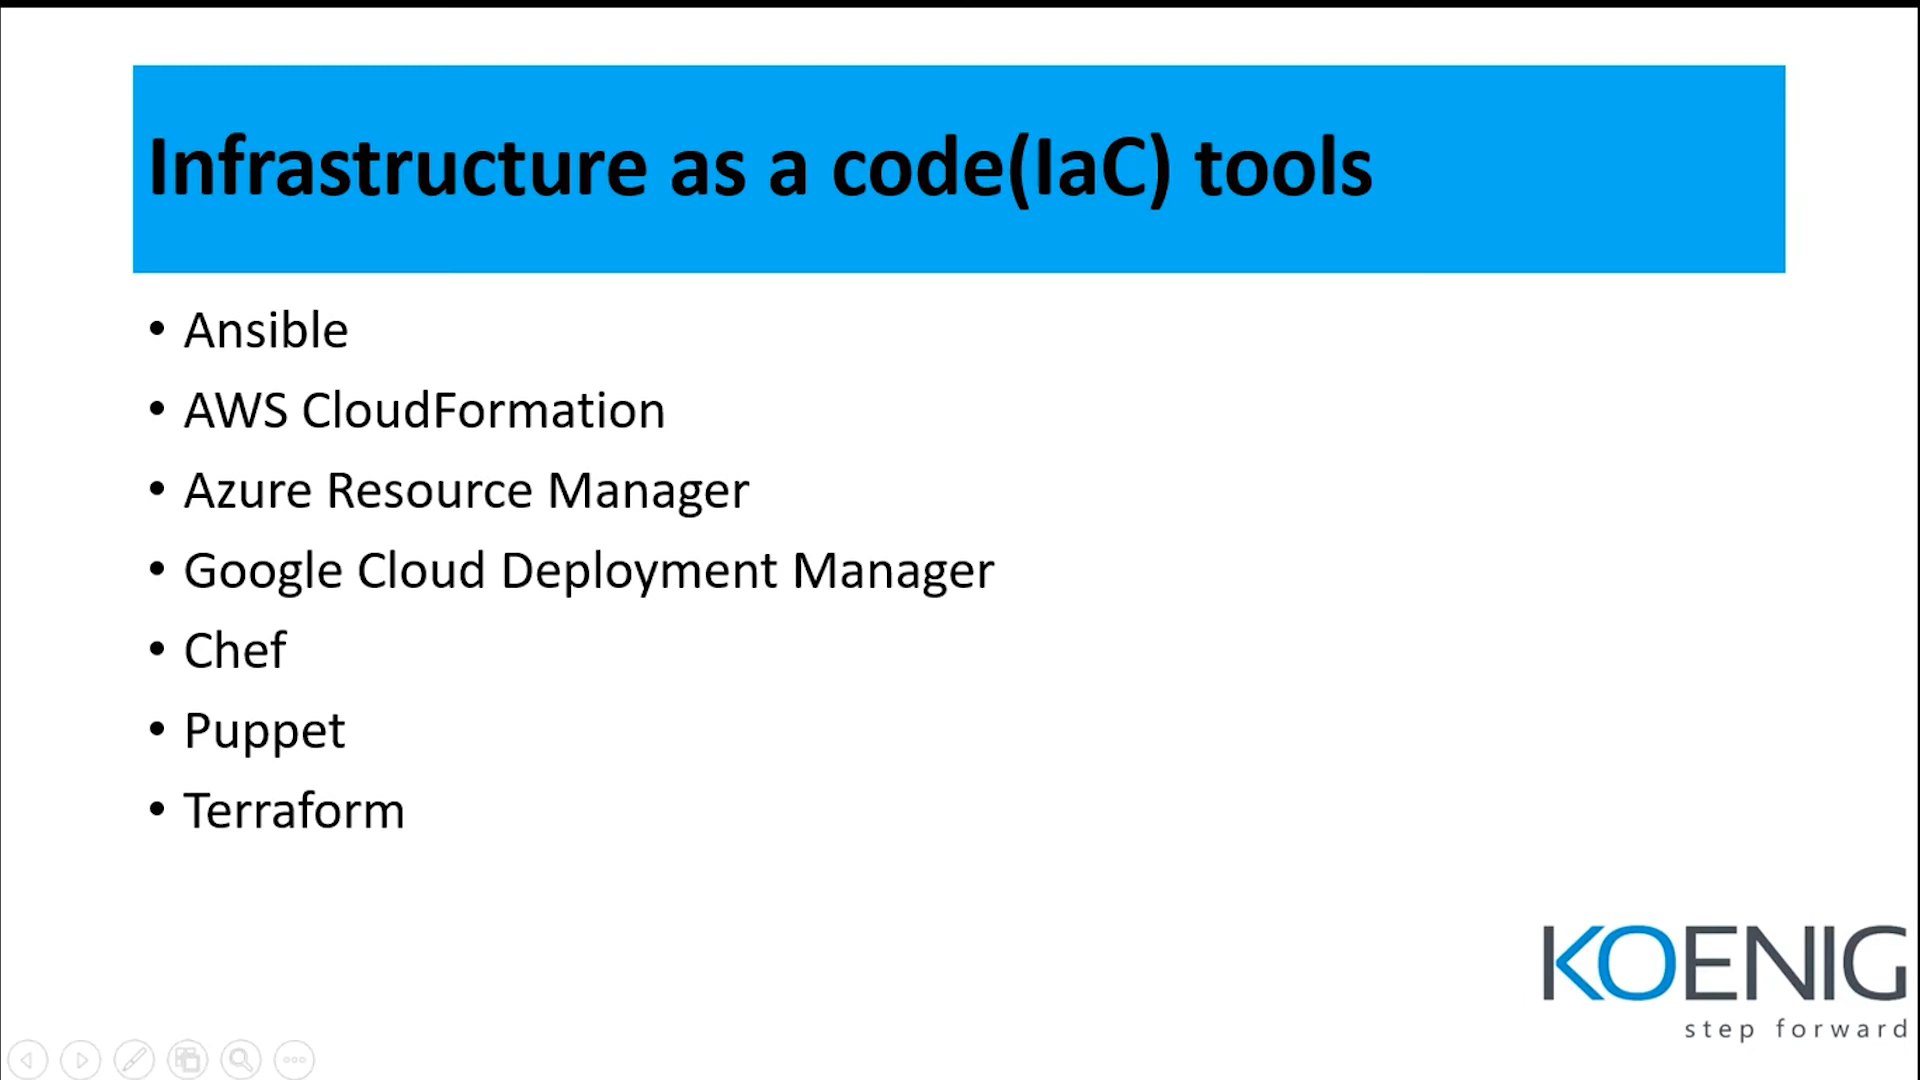 Infrastructure as a code(IaC) tools
• Ansible
• AWS CloudFormation
• Azure Resource Manager
• Google Cloud Deployment Manager
• Chef
• Puppet
• Terraform
KOENIG
step forward